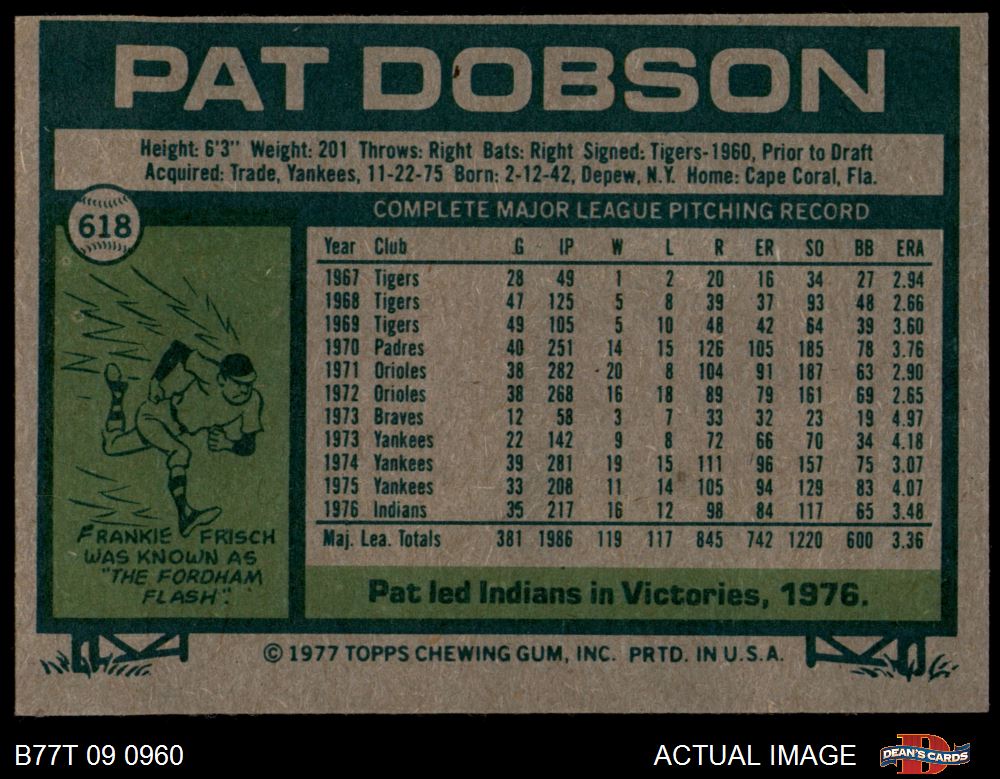 PAT DOBSON
Height: 6'3" Weight: 201 Throws: Right Bats: Right Signed: Tigers-1960, Prior to Draft
Acquired: Trade, Yankees, 11-22-75 Born: 2-12-42, Depew, N.Y. Home: Cape Coral, Fla.
618
COMPLETE MAJOR LEAGUE PITCHING RECORD
Year Club G IP W L R ER SO BB ERA
1967 Tigers 28 49 1 2 20 16 34 27 2.94
1968 Tigers 47 125 5 8 39 37 93 48 2.66
1969 Tigers 49 105 5 10 48 42 64 39 3.60
1970 Padres 40 251 14 15 126 105 185 78 3.76
1971 Orioles 38 282 20 8 104 91 187 63 2.90
1972 Orioles 38 268 16 18 89 79 161 69 2.65
1973 Braves 12 58 3 7 33 32 23 19 4.97
1973 Yankees 22 142 9 8 72 66 70 34 4.18
1974 Yankees 39 281 19 15 111 96 157 75 3.07
1975 Yankees 33 208 11 14 105 94 129 83 4.07
1976 Indians 35 217 16 12 98 84 117 65 3.48
Maj. Lea. Totals 381 1986 119 117 845 742 1220 600 3.36
FRANKIE FRISCH
WAS KNOWN AS
"THE FORDHAM
FLASH".
Pat led Indians in Victories, 1976.
© 1977 TOPPS CHEWING GUM, INC. PRTD. IN U.S.A.
B77T 09 0960
ACTUAL IMAGE
DEAN'S CARDS